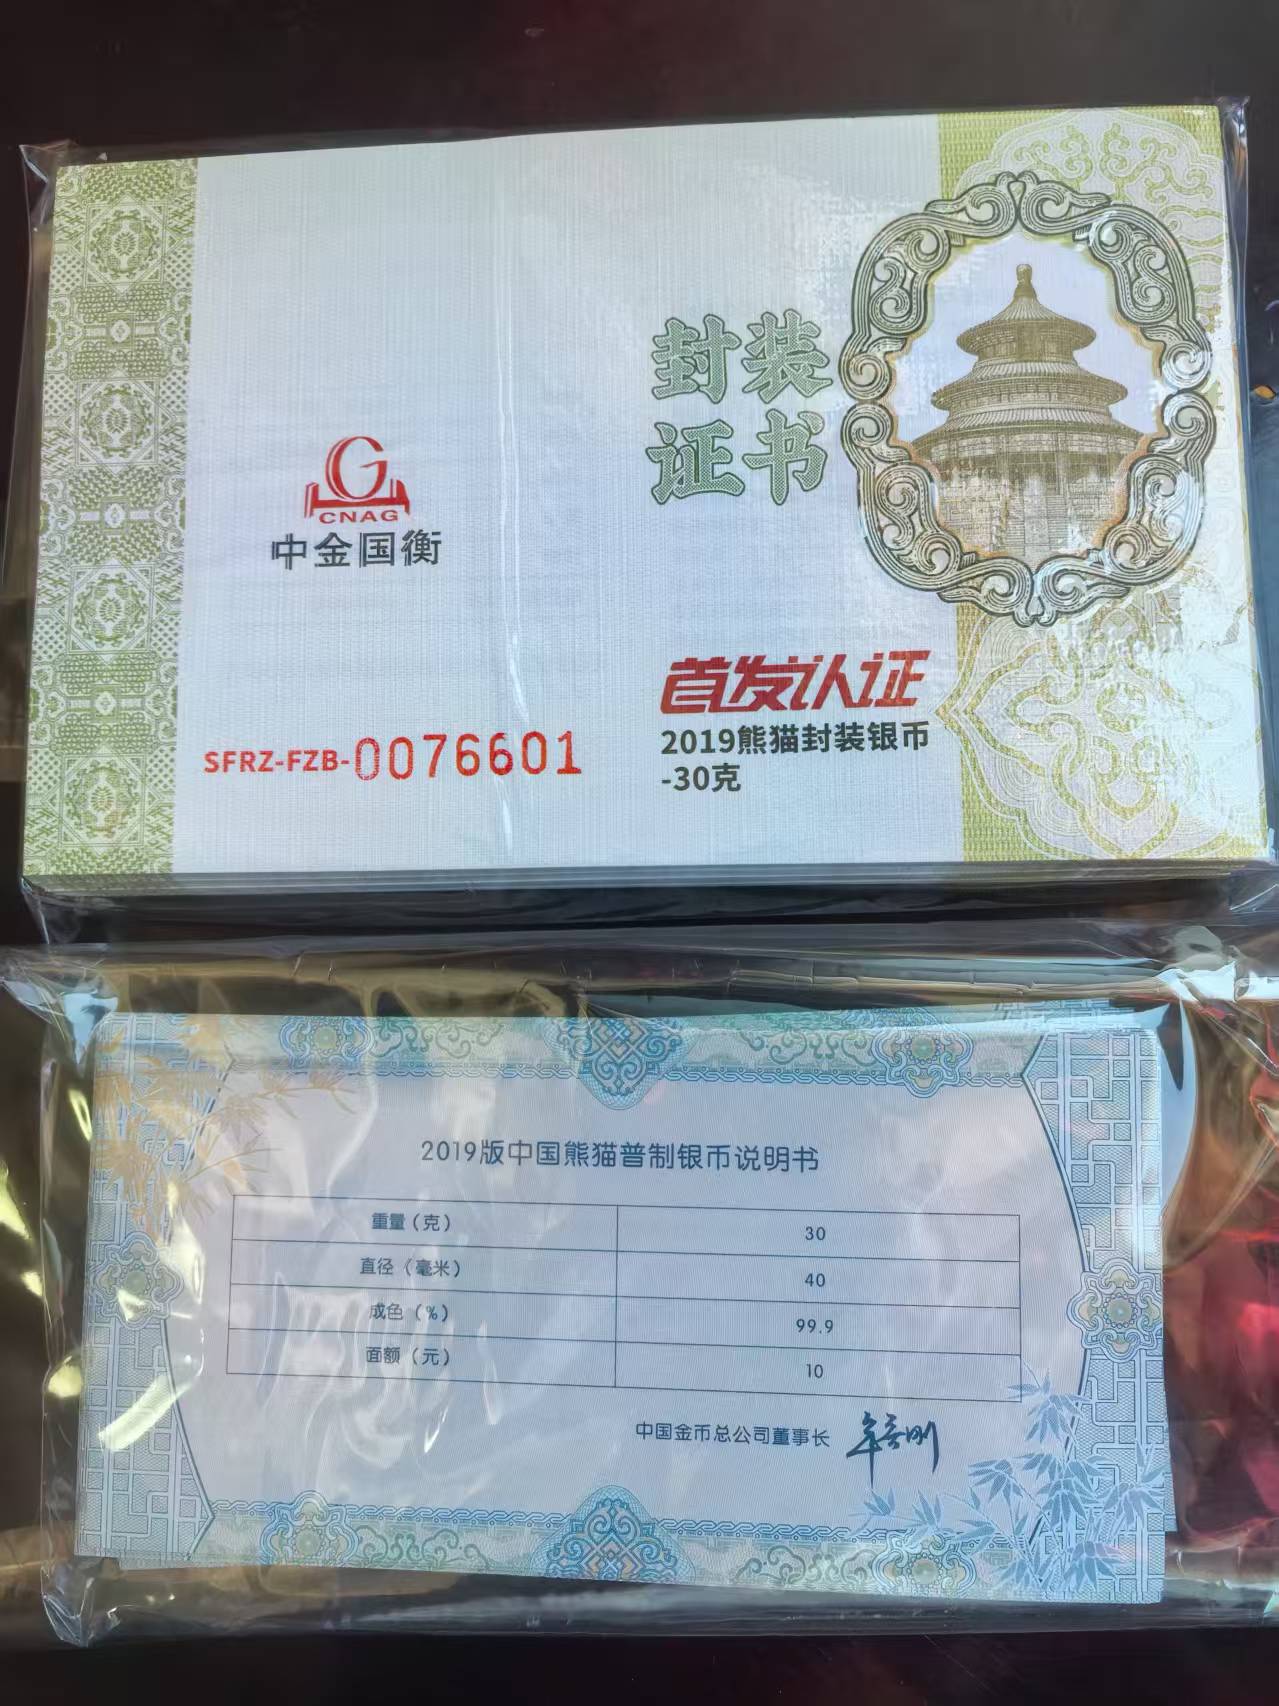 封装
证书
CNAG
中金国衡
首发认证
2019熊猫封装银币
-30克
SFRZ-FZB-0076601
2019版中国熊猫普制银币说明书
重量（克） 30
直径（毫米） 40
成色（%） 99.9
面额（元） 10
中国金币总公司董事长